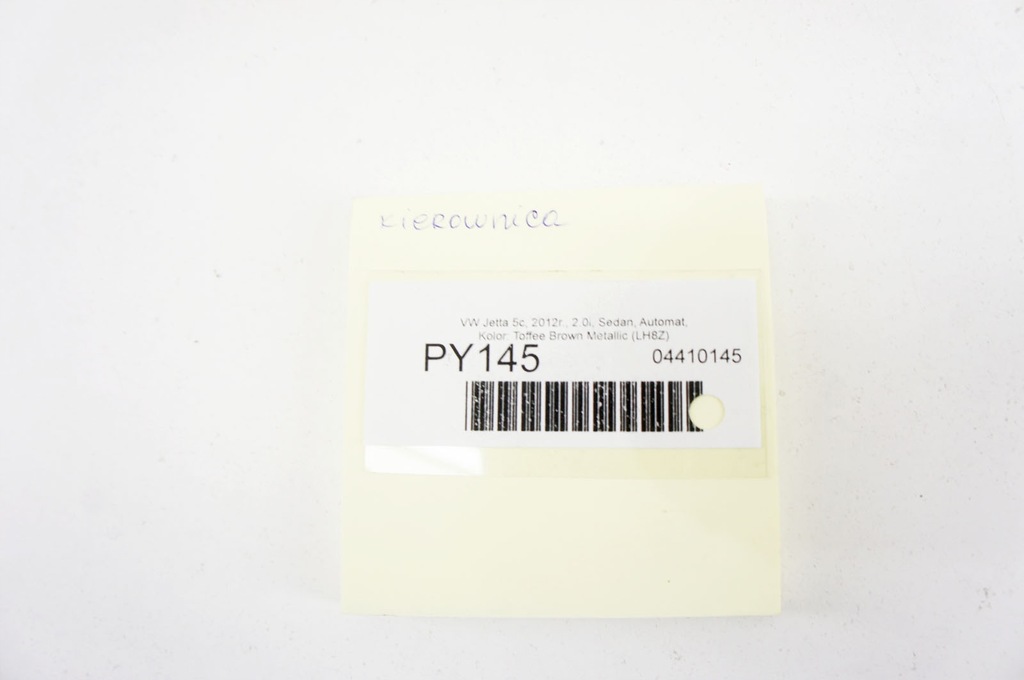 kierownica
VW Jetta 5c, 2012r., 2.0i, Sedan, Automat,
Kolor: Toffee Brown Metallic (LH8Z)
PY145 04410145